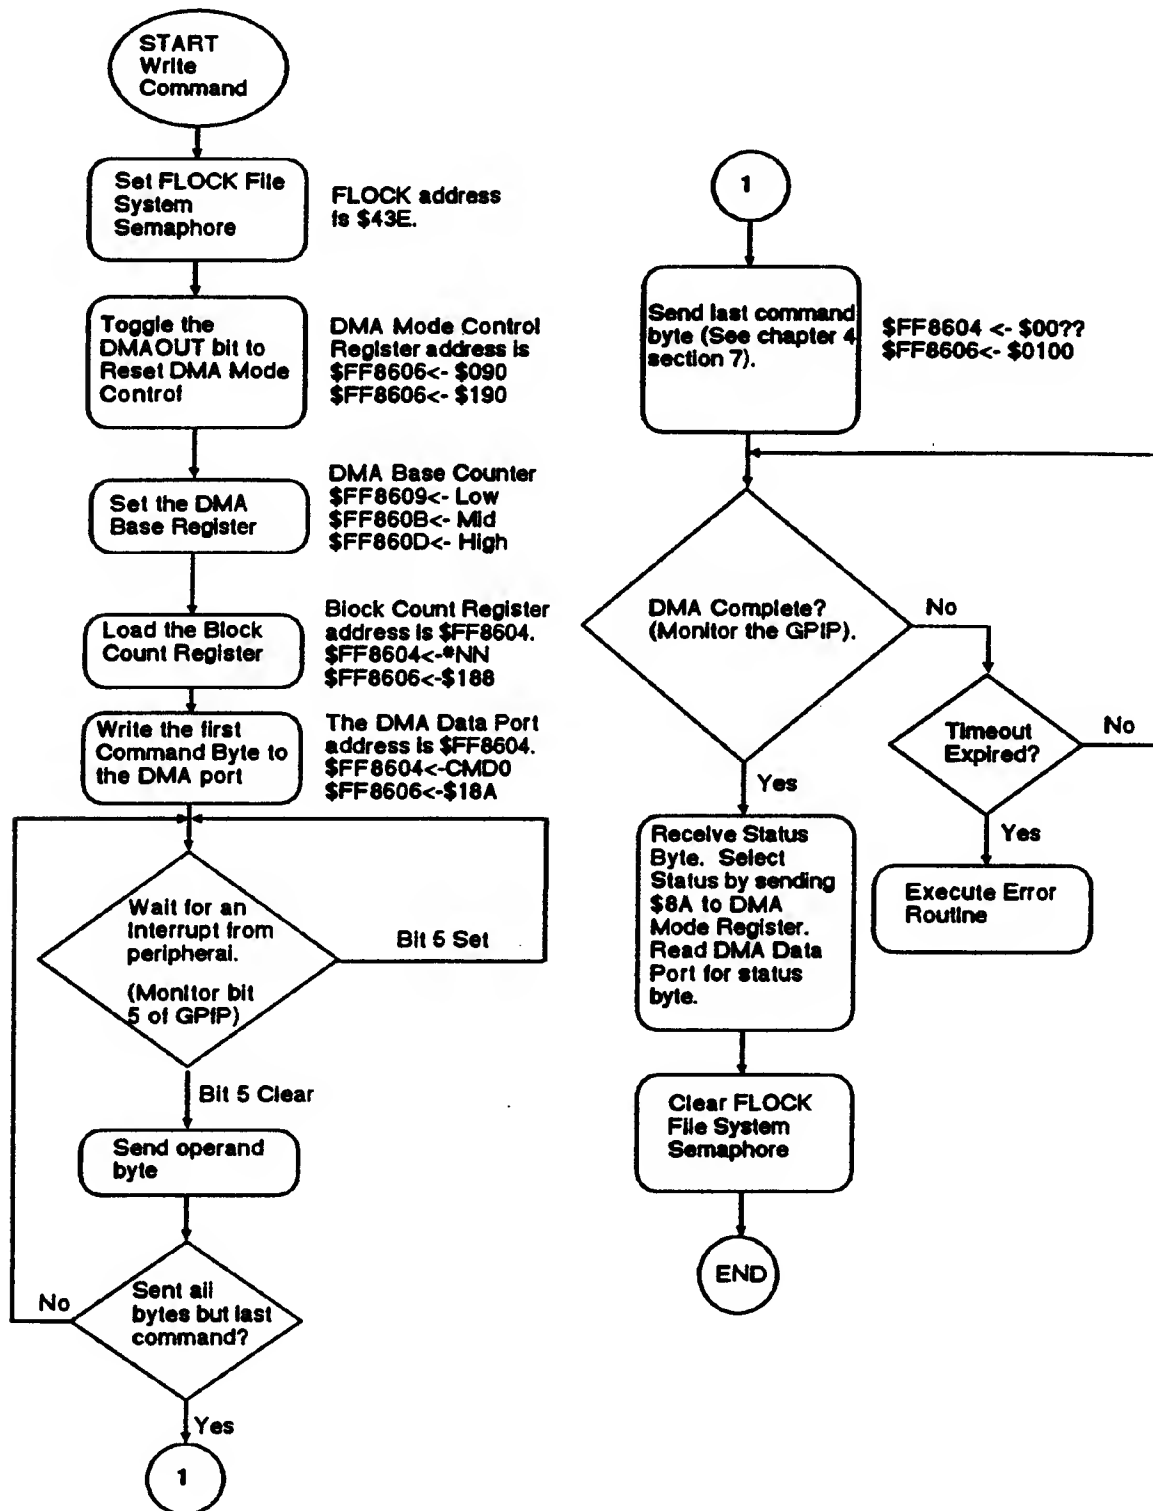 START
Write
Command
Set FLOCK File
System
Semaphore
FLOCK address
is $43E.
Toggle the
DMAOUT bit to
Reset DMA Mode
Control
DMA Mode Control
Register address is
$FF8606<- $090
$FF8606<- $190
Set the DMA
Base Register
DMA Base Counter
$FF8609<- Low
$FF860B<- Mid
$FF860D<- High
Load the Block
Count Register
Block Count Register
address is $FF8604.
$FF8604<-#NN
$FF8606<-$188
Write the first
Command Byte to
the DMA port
The DMA Data Port
address is $FF8604.
$FF8604<-CMD0
$FF8606<-$18A
Wait for an
Interrupt from
peripheral.
(Monitor bit
5 of GPIP)
Bit 5 Set
Bit 5 Clear
Send operand
byte
Sent all
bytes but last
command?
No
Yes
1
1
Send last command
byte (See chapter 4
section 7).
$FF8604 <- $00??
$FF8606<- $0100
DMA Complete?
(Monitor the GPIP).
No
Timeout
Expired?
No
Yes
Execute Error
Routine
Yes
Receive Status
Byte. Select
Status by sending
$8A to DMA
Mode Register.
Read DMA Data
Port for status
byte.
Clear FLOCK
File System
Semaphore
END